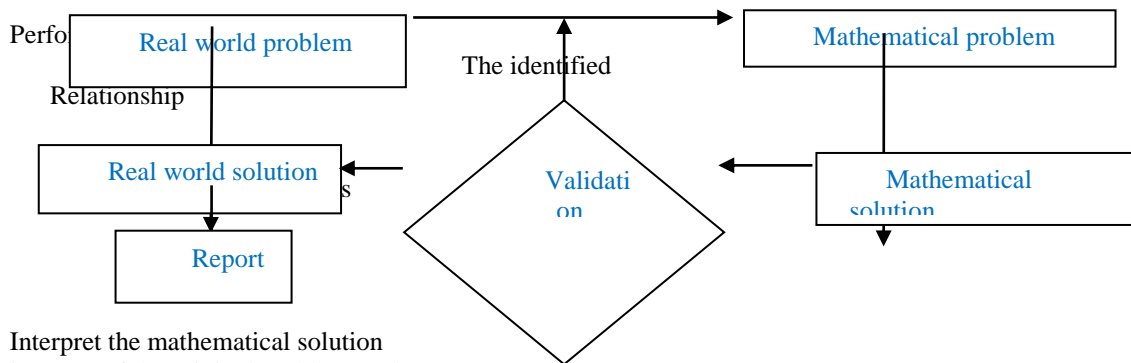 Real world problem
Mathematical problem
The identified
Relationship
Real world solution
Validati
on
Mathematical
solution
Report
Interpret the mathematical solution